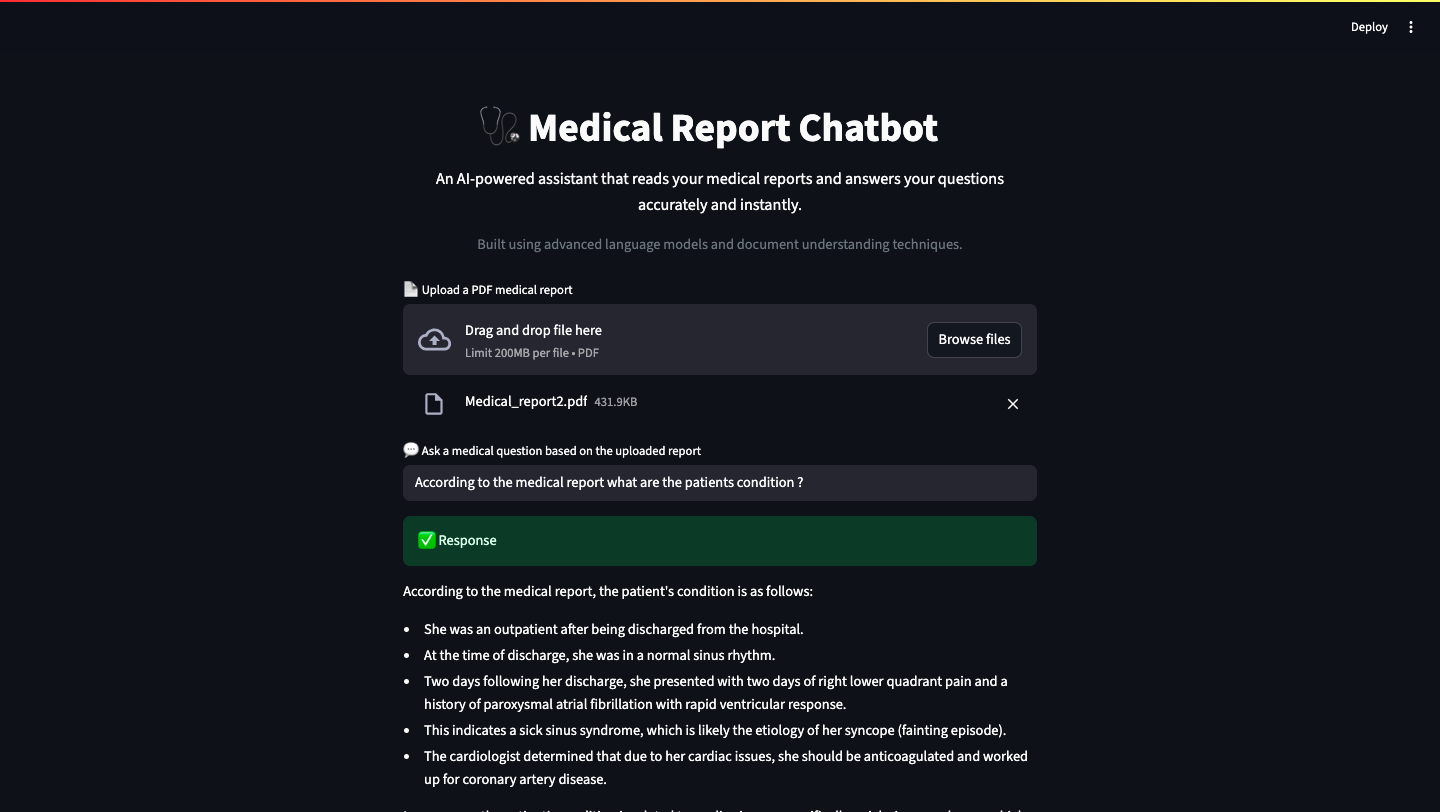 Deploy
Medical Report Chatbot
An AI-powered assistant that reads your medical reports and answers your questions
accurately and instantly.
Built using advanced language models and document understanding techniques.
Upload a PDF medical report
Drag and drop file here
Limit 200MB per file • PDF
Browse files
Medical_report2.pdf 431.9KB
Ask a medical question based on the uploaded report
According to the medical report what are the patients condition ?
Response
According to the medical report, the patient's condition is as follows:
• She was an outpatient after being discharged from the hospital.
• At the time of discharge, she was in a normal sinus rhythm.
• Two days following her discharge, she presented with two days of right lower quadrant pain and a
history of paroxysmal atrial fibrillation with rapid ventricular response.
• This indicates a sick sinus syndrome, which is likely the etiology of her syncope (fainting episode).
• The cardiologist determined that due to her cardiac issues, she should be anticoagulated and worked
up for coronary artery disease.